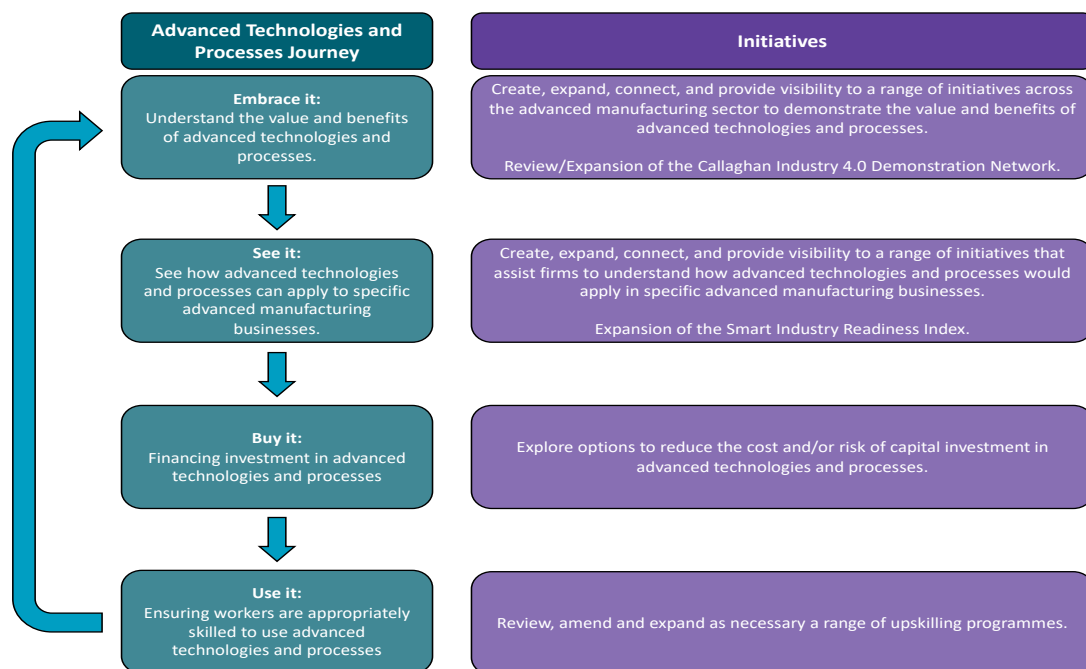 Advanced Technologies and
Processes Journey
Initiatives
Embrace it:
Understand the value and benefits
of advanced technologies and
processes.
Create, expand, connect, and provide visibility to a range of initiatives across
the advanced manufacturing sector to demonstrate the value and benefits of
advanced technologies and processes.
Review/Expansion of the Callaghan Industry 4.0 Demonstration Network.
See it:
See how advanced technologies
and processes can apply to specific
advanced manufacturing
businesses.
Create, expand, connect, and provide visibility to a range of initiatives that
assist firms to understand how advanced technologies and processes would
apply in specific advanced manufacturing businesses.
Expansion of the Smart Industry Readiness Index.
Buy it:
Financing investment in advanced
technologies and processes
Explore options to reduce the cost and/or risk of capital investment in
advanced technologies and processes.
Use it:
Ensuring workers are appropriately
skilled to use advanced
technologies and processes
Review, amend and expand as necessary a range of upskilling programmes.